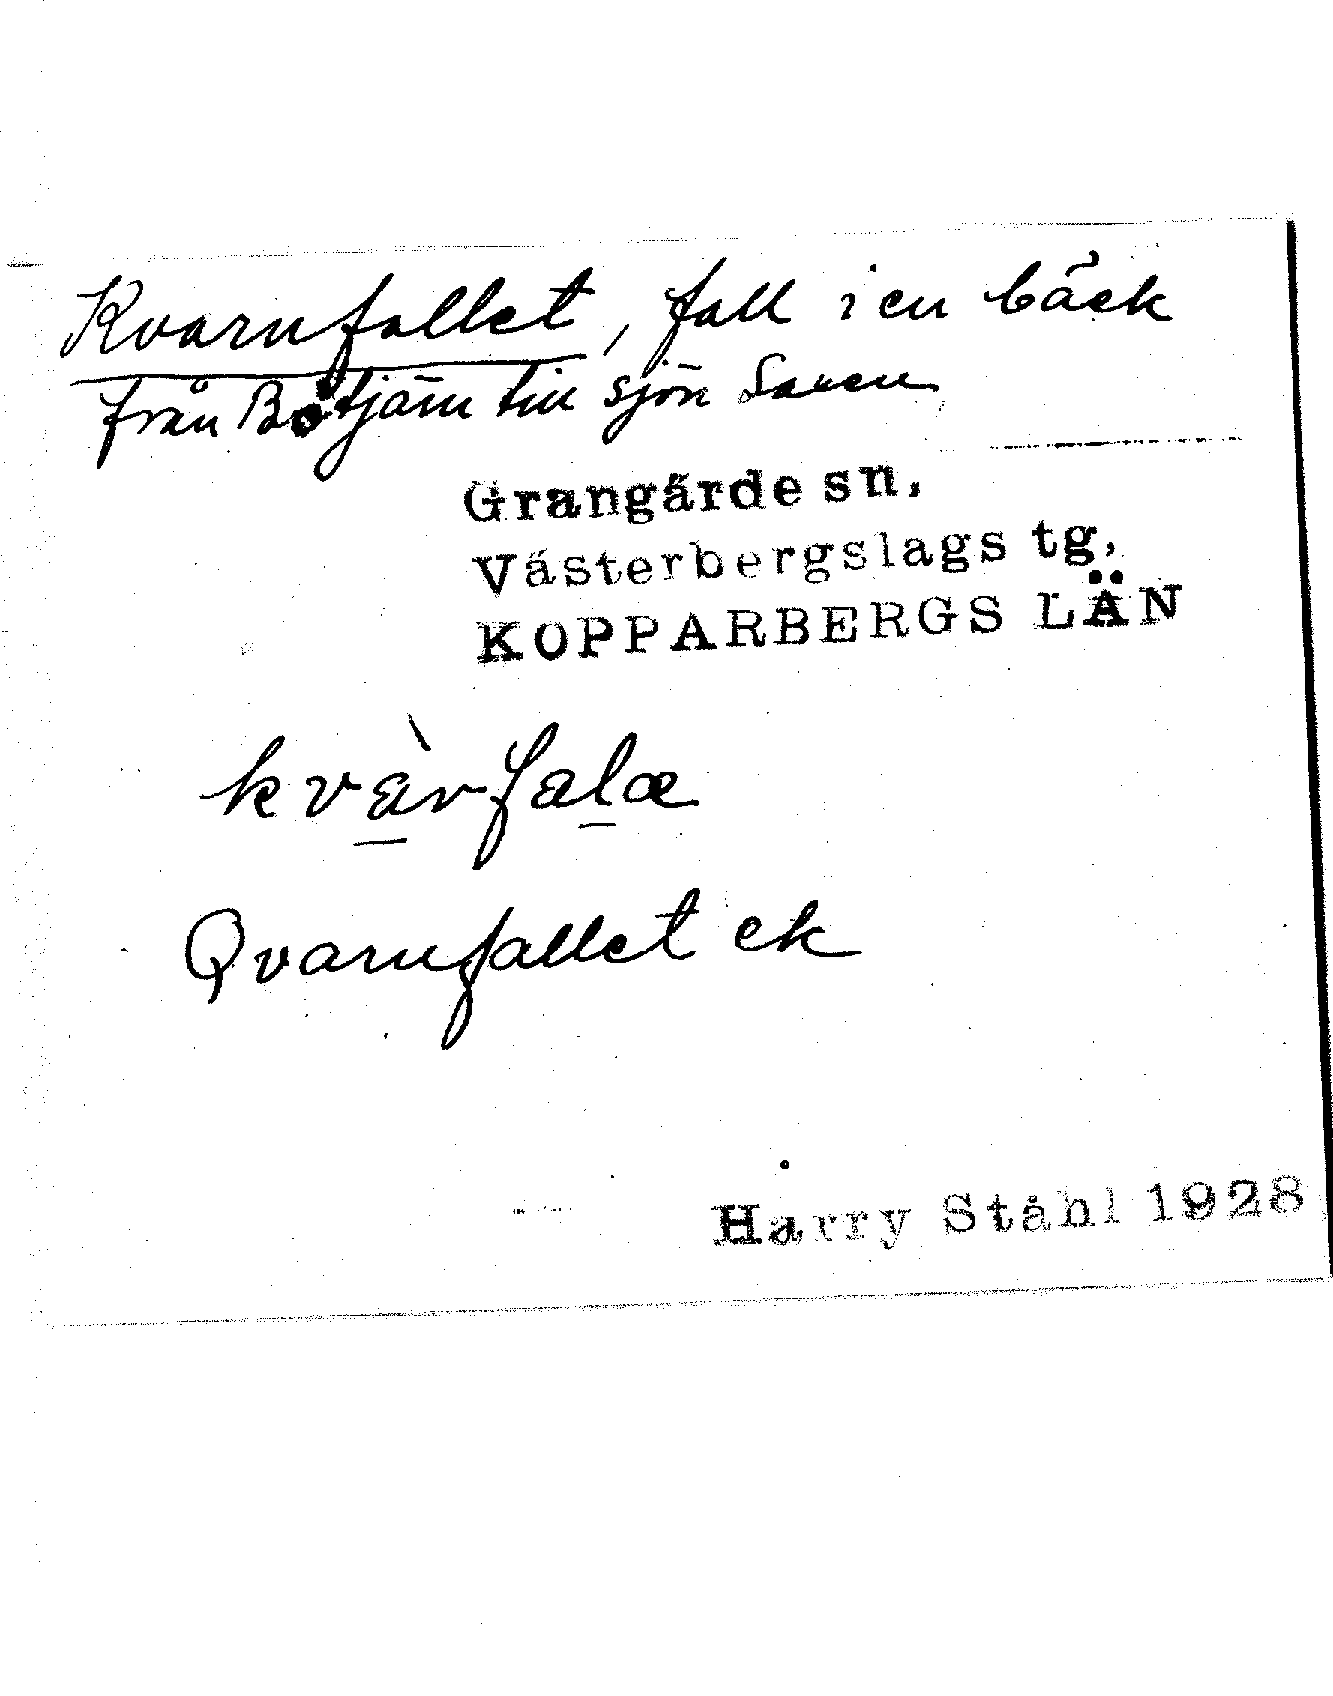 Kvarnfallet, fall i en bäck
från Botjärn till sjön Saxen
Grangärde sn,
Västerbergslags tg,
KOPPARBERGS LÄN
kvàrfalæ
Qvarnfallet ek
Harry Ståhl 1928